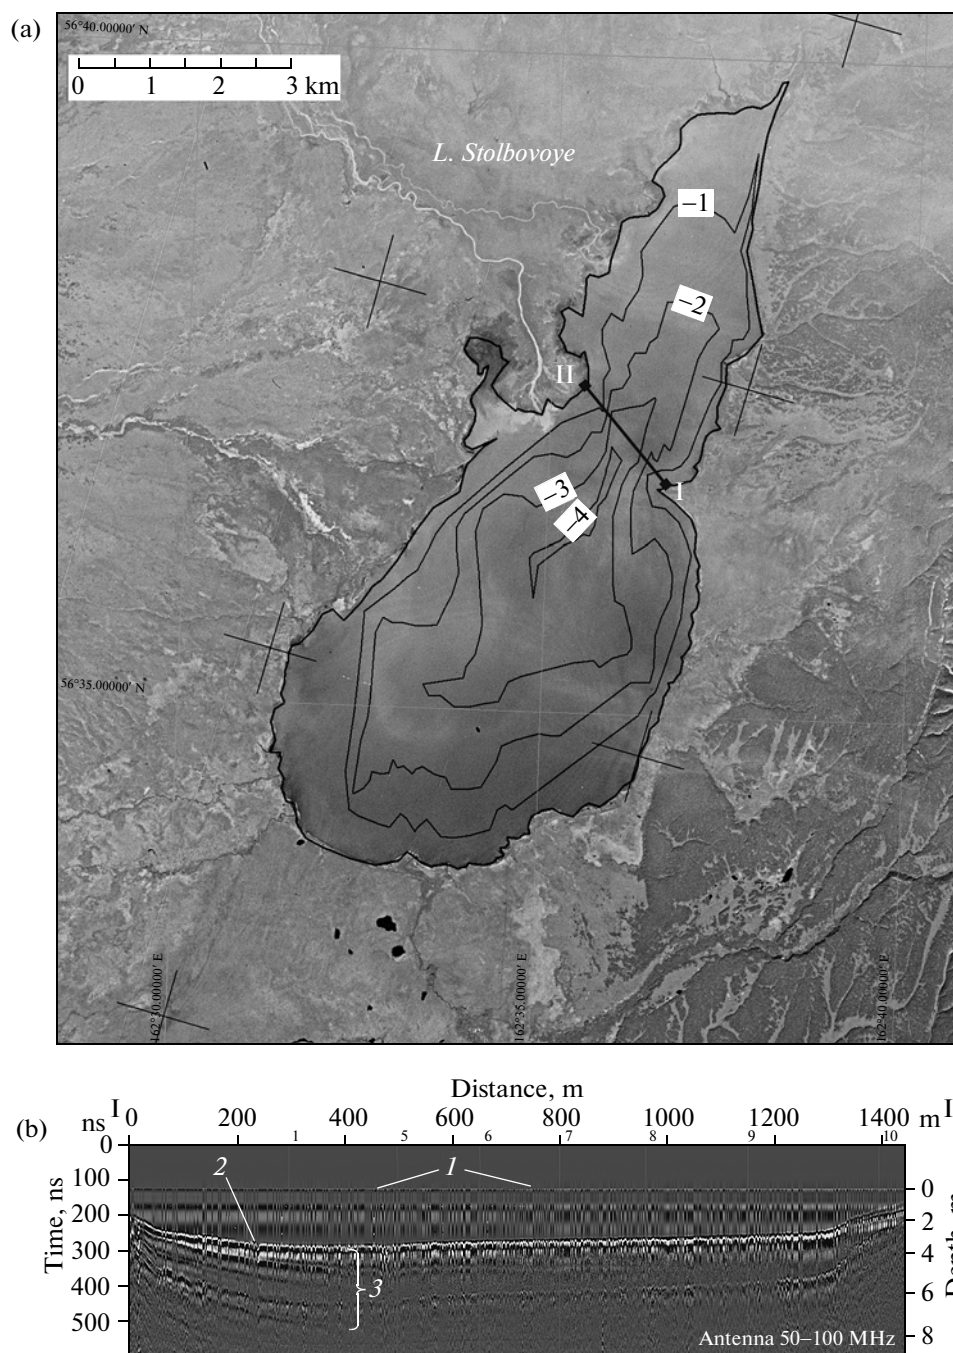 (a)
56°40.00000′ N
0 1 2 3 km
L. Stolbovoye
−1
−2
II
I
−3
−4
56°35.00000′ N
162°30.00000′ E
162°35.00000′ E
162°40.00000′ E
(b)
Distance, m
I 0 200 400 600 800 1000 1200 1400 m I
ns
1 5 6 7 8 9 10
Time, ns
0
100
200
300
400
500
1
2
3
0
2
4
6
8
Depth, m
Antenna 50–100 MHz